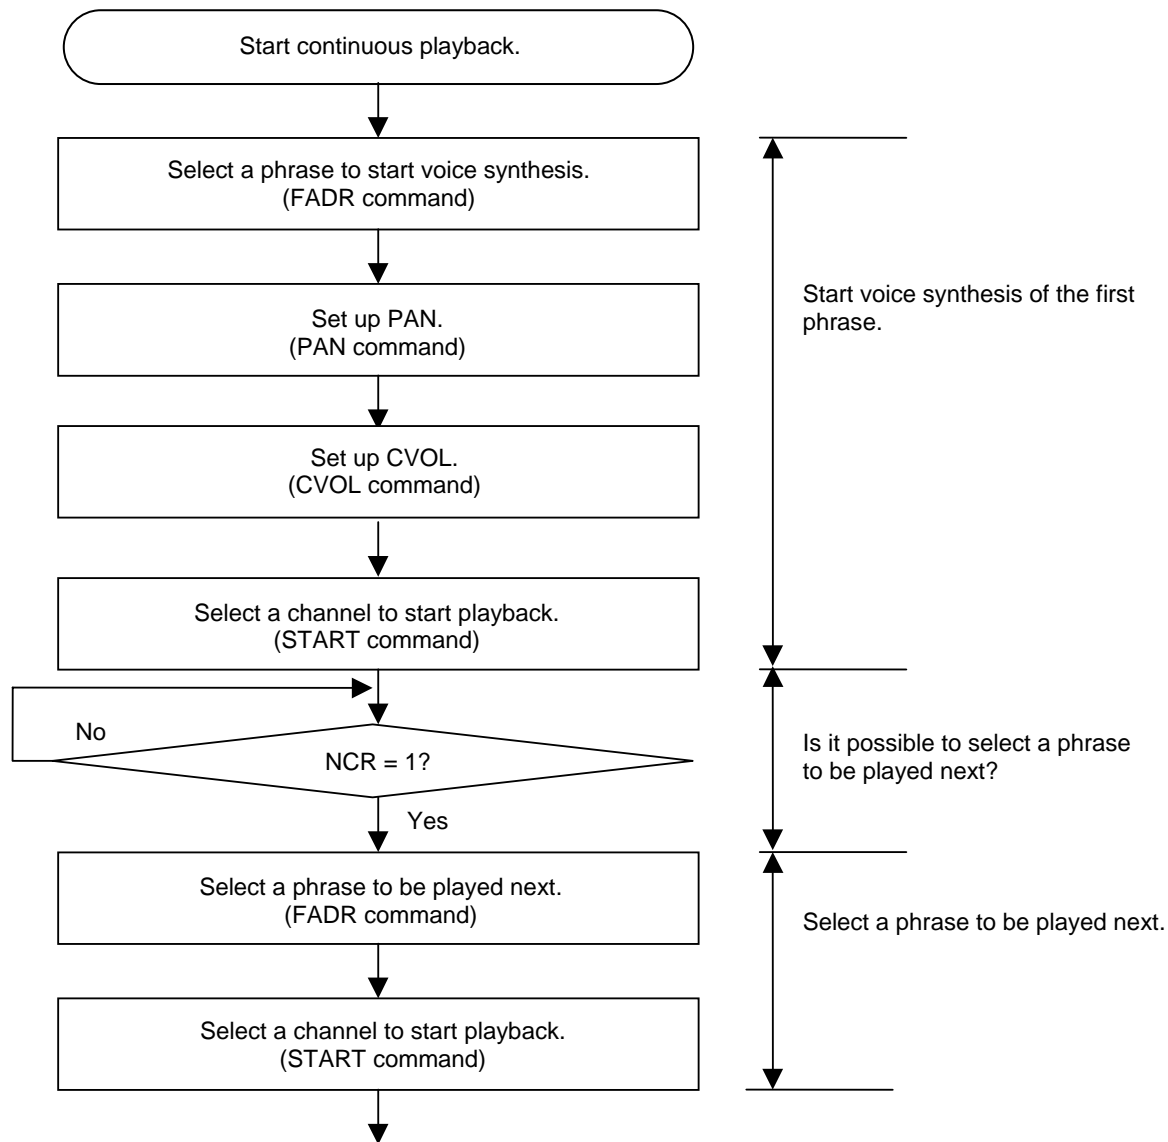 Start continuous playback.
Select a phrase to start voice synthesis.
(FADR command)
Set up PAN.
(PAN command)
Start voice synthesis of the first
phrase.
Set up CVOL.
(CVOL command)
Select a channel to start playback.
(START command)
No
NCR = 1?
Is it possible to select a phrase
to be played next?
Yes
Select a phrase to be played next.
(FADR command)
Select a phrase to be played next.
Select a channel to start playback.
(START command)